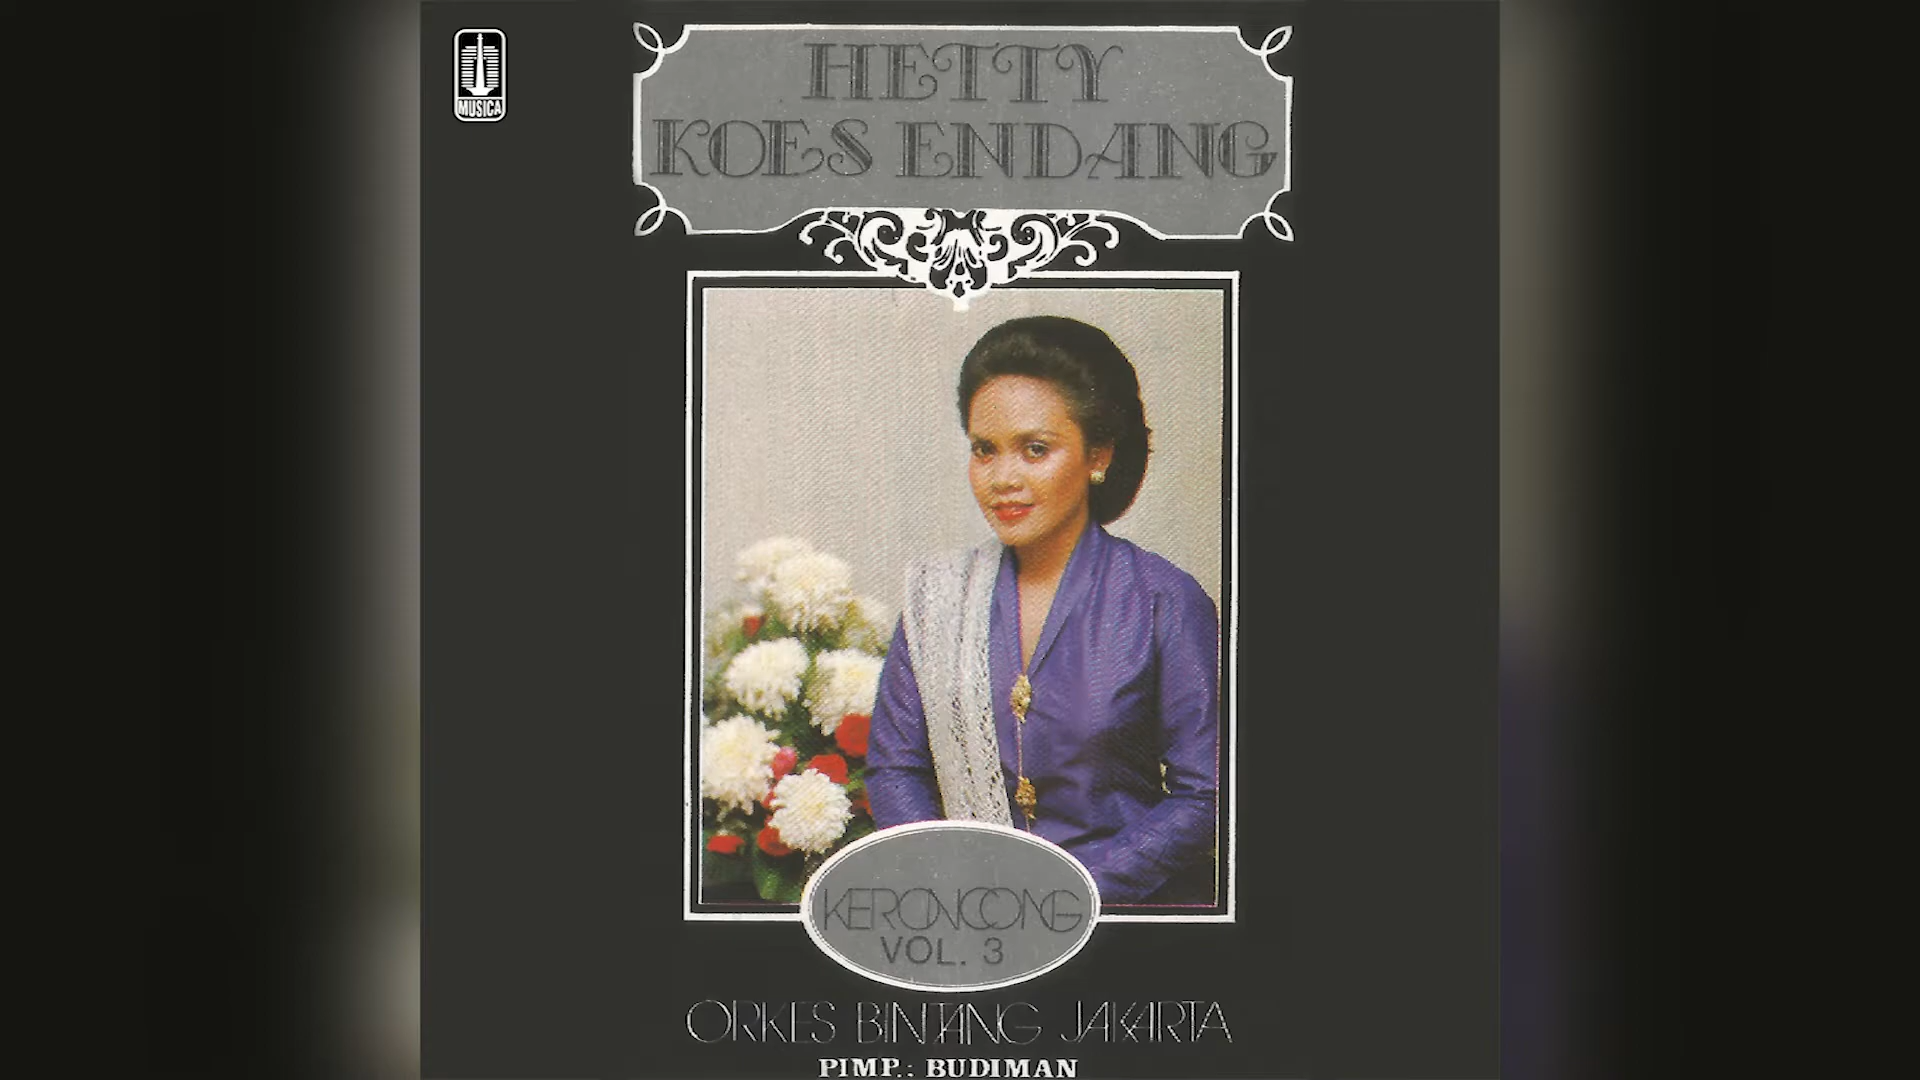 MUSICA
HETTY
KOES ENDANG
KERONCONG
VOL. 3
ORKES BINTANG JAKARTA
PIMP.: BUDIMAN